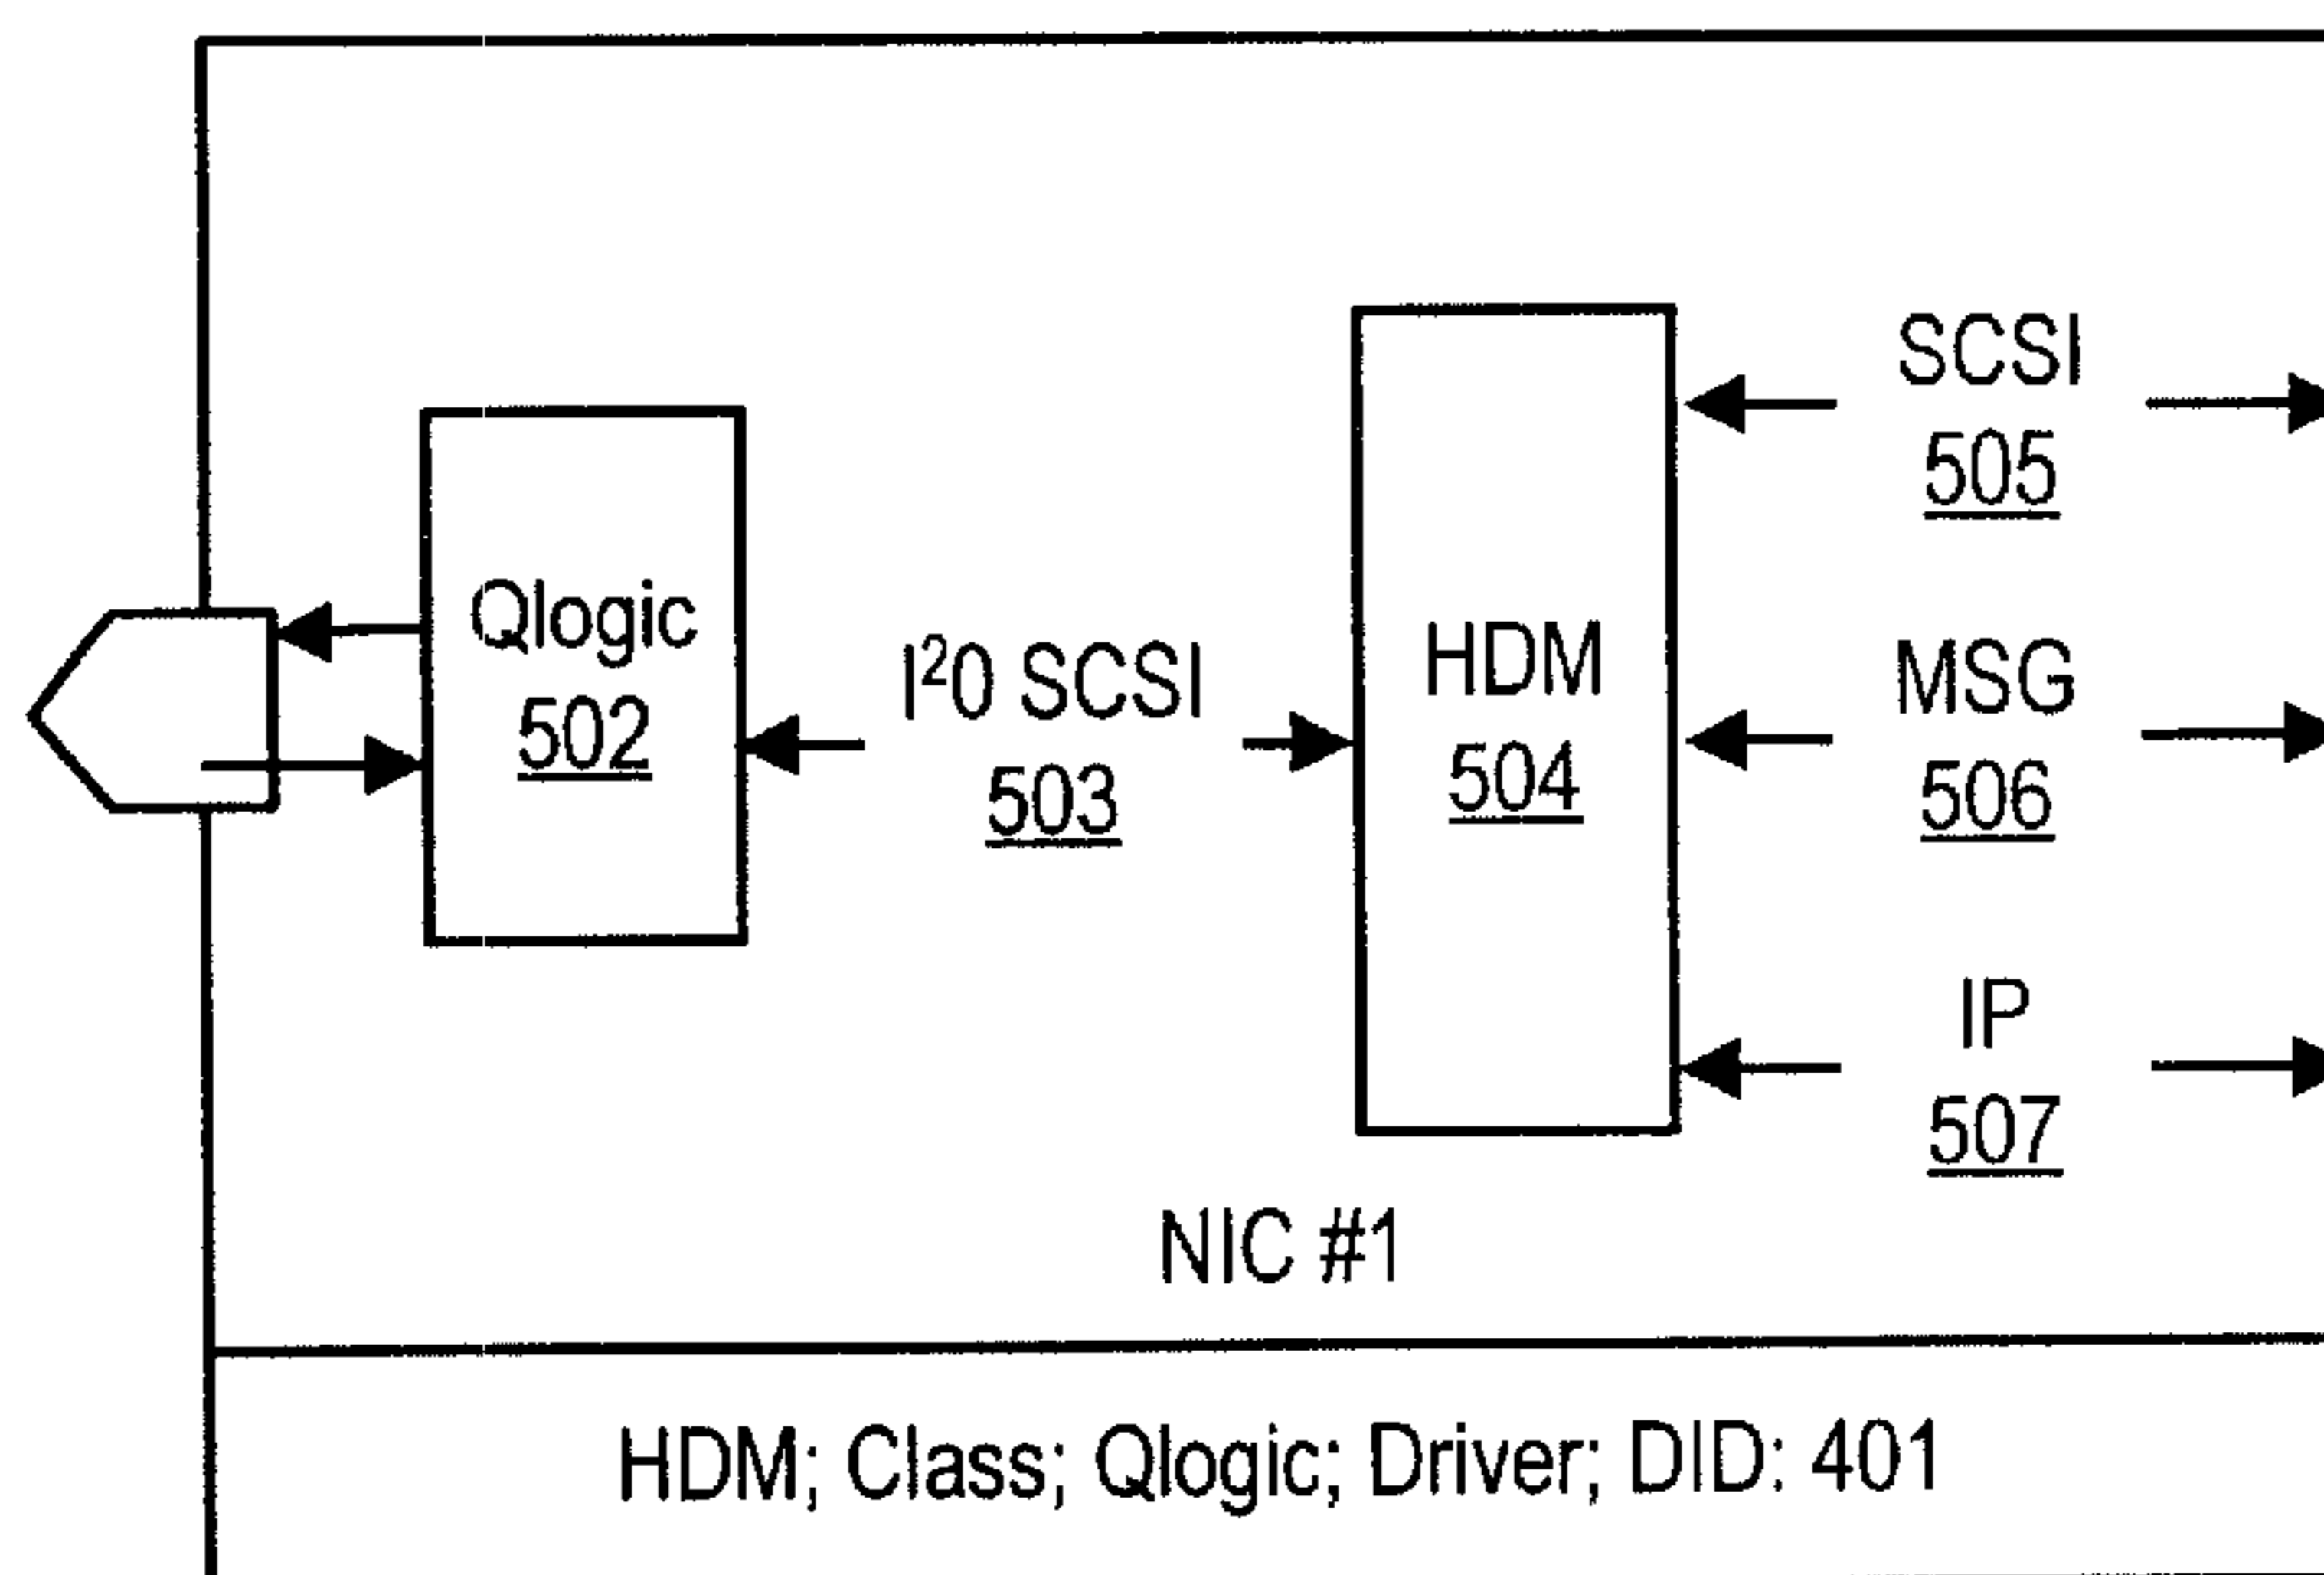 Qlogic
502
I²0 SCSI
503
HDM
504
SCSI
505
MSG
506
IP
507
NIC #1
HDM; Class; Qlogic; Driver; DID: 401